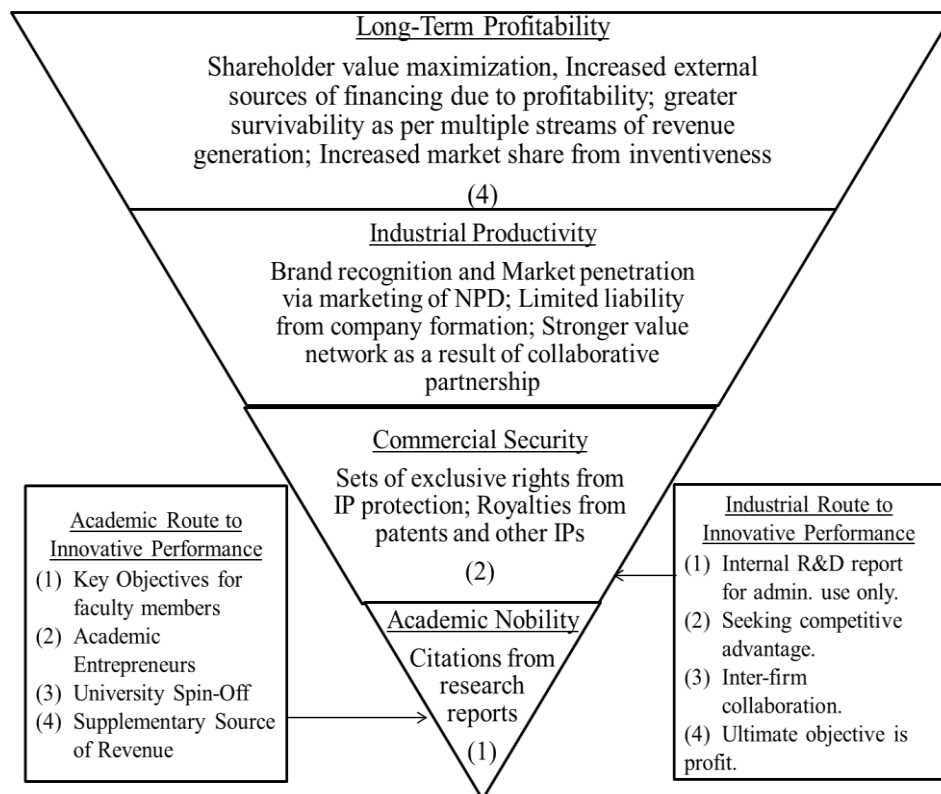 Long-Term Profitability
Shareholder value maximization, Increased external
sources of financing due to profitability; greater
survivability as per multiple streams of revenue
generation; Increased market share from inventiveness
(4)
Industrial Productivity
Brand recognition and Market penetration
via marketing of NPD; Limited liability
from company formation; Stronger value
network as a result of collaborative
partnership
Commercial Security
Sets of exclusive rights from
IP protection; Royalties from
patents and other IPs
(2)
Academic Nobility
Citations from
research
reports
(1)
Academic Route to
Innovative Performance
(1) Key Objectives for
faculty members
(2) Academic
Entrepreneurs
(3) University Spin-Off
(4) Supplementary Source
of Revenue
Industrial Route to
Innovative Performance
(1) Internal R&D report
for admin. use only.
(2) Seeking competitive
advantage.
(3) Inter-firm
collaboration.
(4) Ultimate objective is
profit.